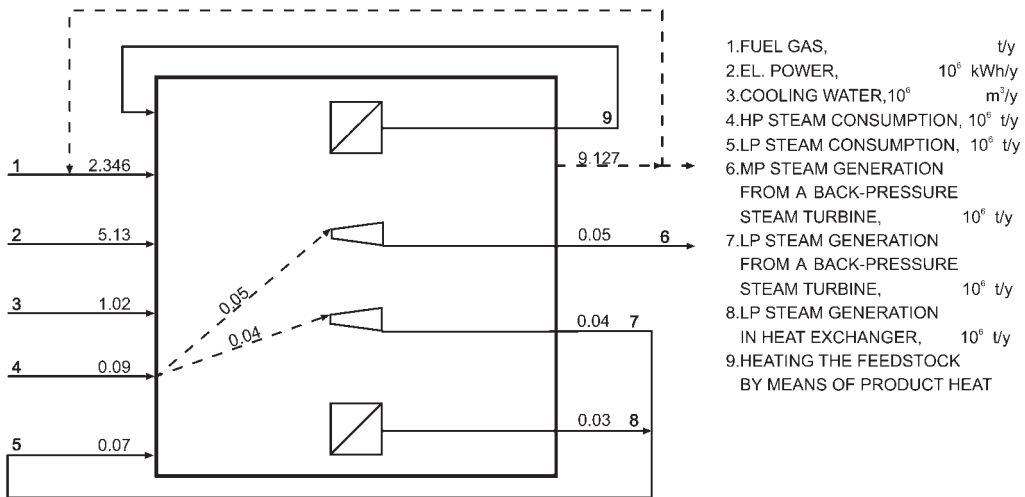 9
1 2.346
9.127
2 5.13
0.05 6
3 1.02
0.05
0.04
0.04 7
4 0.09
5 0.07
0.03 8
1.FUEL GAS, t/y
2.EL. POWER, 10⁶ kWh/y
3.COOLING WATER,10⁶ m³/y
4.HP STEAM CONSUMPTION, 10⁶ t/y
5.LP STEAM CONSUMPTION, 10⁶ t/y
6.MP STEAM GENERATION
FROM A BACK-PRESSURE
STEAM TURBINE, 10⁶ t/y
7.LP STEAM GENERATION
FROM A BACK-PRESSURE
STEAM TURBINE, 10⁶ t/y
8.LP STEAM GENERATION
IN HEAT EXCHANGER, 10⁶ t/y
9.HEATING THE FEEDSTOCK
BY MEANS OF PRODUCT HEAT